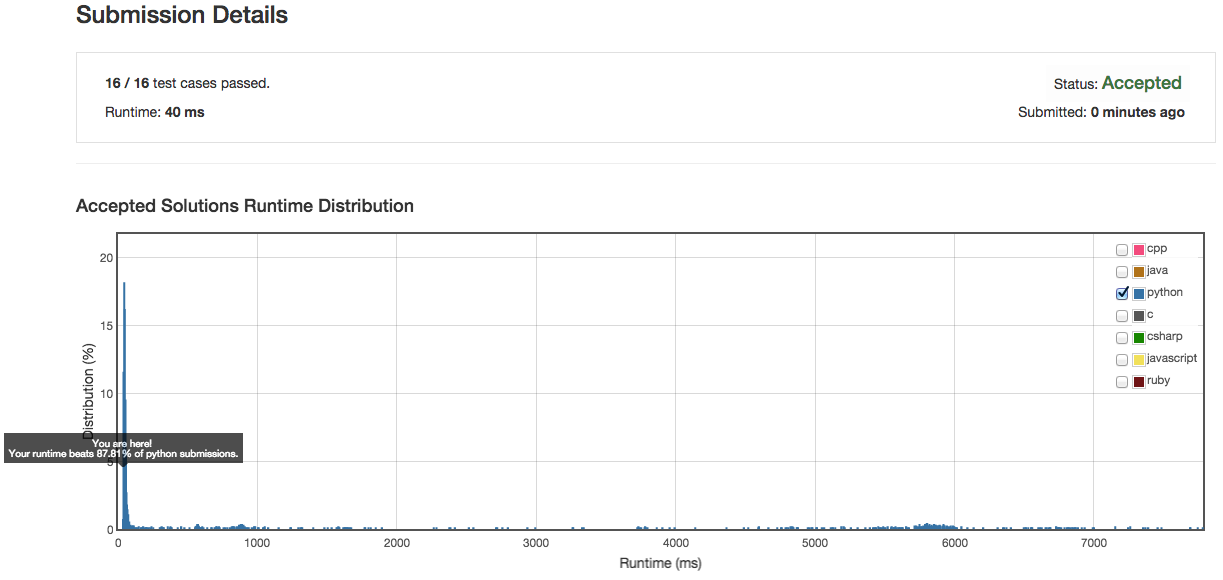 Submission Details
16 / 16 test cases passed.
Status: Accepted
Runtime: 40 ms
Submitted: 0 minutes ago
Accepted Solutions Runtime Distribution
cpp
java
python
c
csharp
javascript
ruby
Distribution (%)
20
15
10
5
0
You are here!
Your runtime beats 87.81% of python submissions.
0
1000
2000
3000
4000
5000
6000
7000
Runtime (ms)